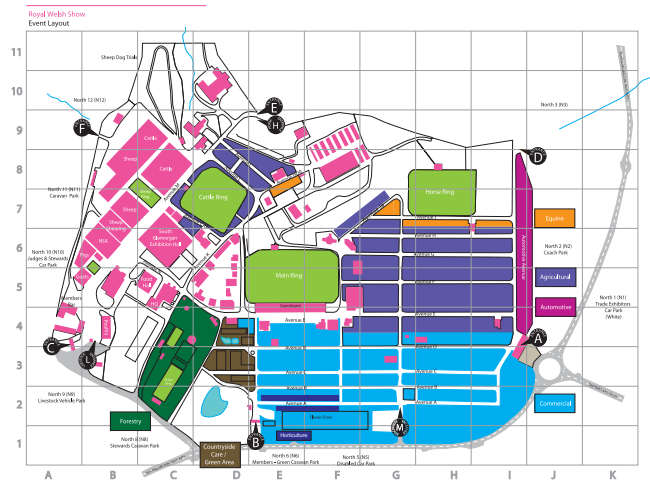 Royal Welsh Show
Event Layout
11
10
9
8
7
6
5
4
3
2
1
Sheep Dog Trials
North 12 (N12)
North 3 (N3)
E
H
F
D
Cattle
Sheep
Cattle
North 11 (N11)
Caravan Park
Cattle Ring
Horse Ring
Sheep
Sheep
Shearing
South
Glamorgan
Exhibition Hall
NSA
Equine
North 10 (N10)
Judges & Stewards
Car Park
Pigs
Main Ring
North 2 (N2)
Coach Park
Automotive Avenue
Food
Hall
Agricultural
Members
Bar
Automotive
North 1 (N1)
Trade Exhibitors
Car Park
(White)
Avenue E
A
C
L
North 9 (N9)
Livestock Vehicle Park
Avenue A
Avenue A
Commercial
Forestry
M
B
Horticulture
North 8 (N8)
Stewards Caravan Park
Countryside
Care /
Green Area
North 6 (N6)
Members - Green Caravan Park
North 5 (N5)
Disabled Car Park
A B C D E F G H I J K